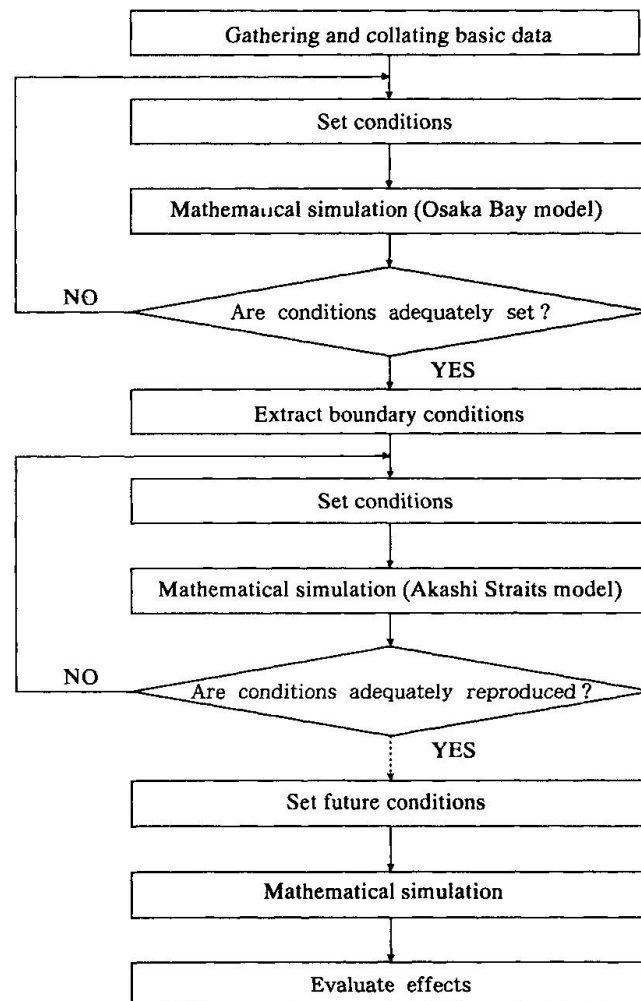 Gathering and collating basic data
Set conditions
Mathematical simulation (Osaka Bay model)
Are conditions adequately set ?
NO
YES
Extract boundary conditions
Set conditions
Mathematical simulation (Akashi Straits model)
Are conditions adequately reproduced ?
NO
YES
Set future conditions
Mathematical simulation
Evaluate effects